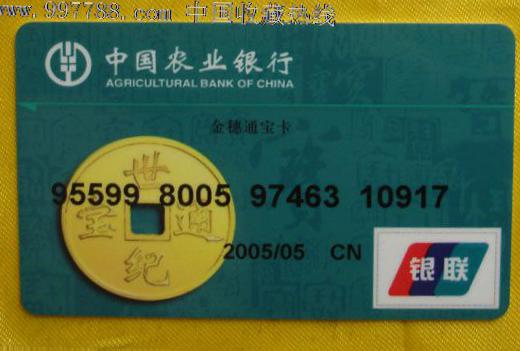 www.997788.com 中国收藏热线
中国农业银行
AGRICULTURAL BANK OF CHINA
金穗通宝卡
世纪通宝
95599 8005 97463 10917
2005/05 CN
银联